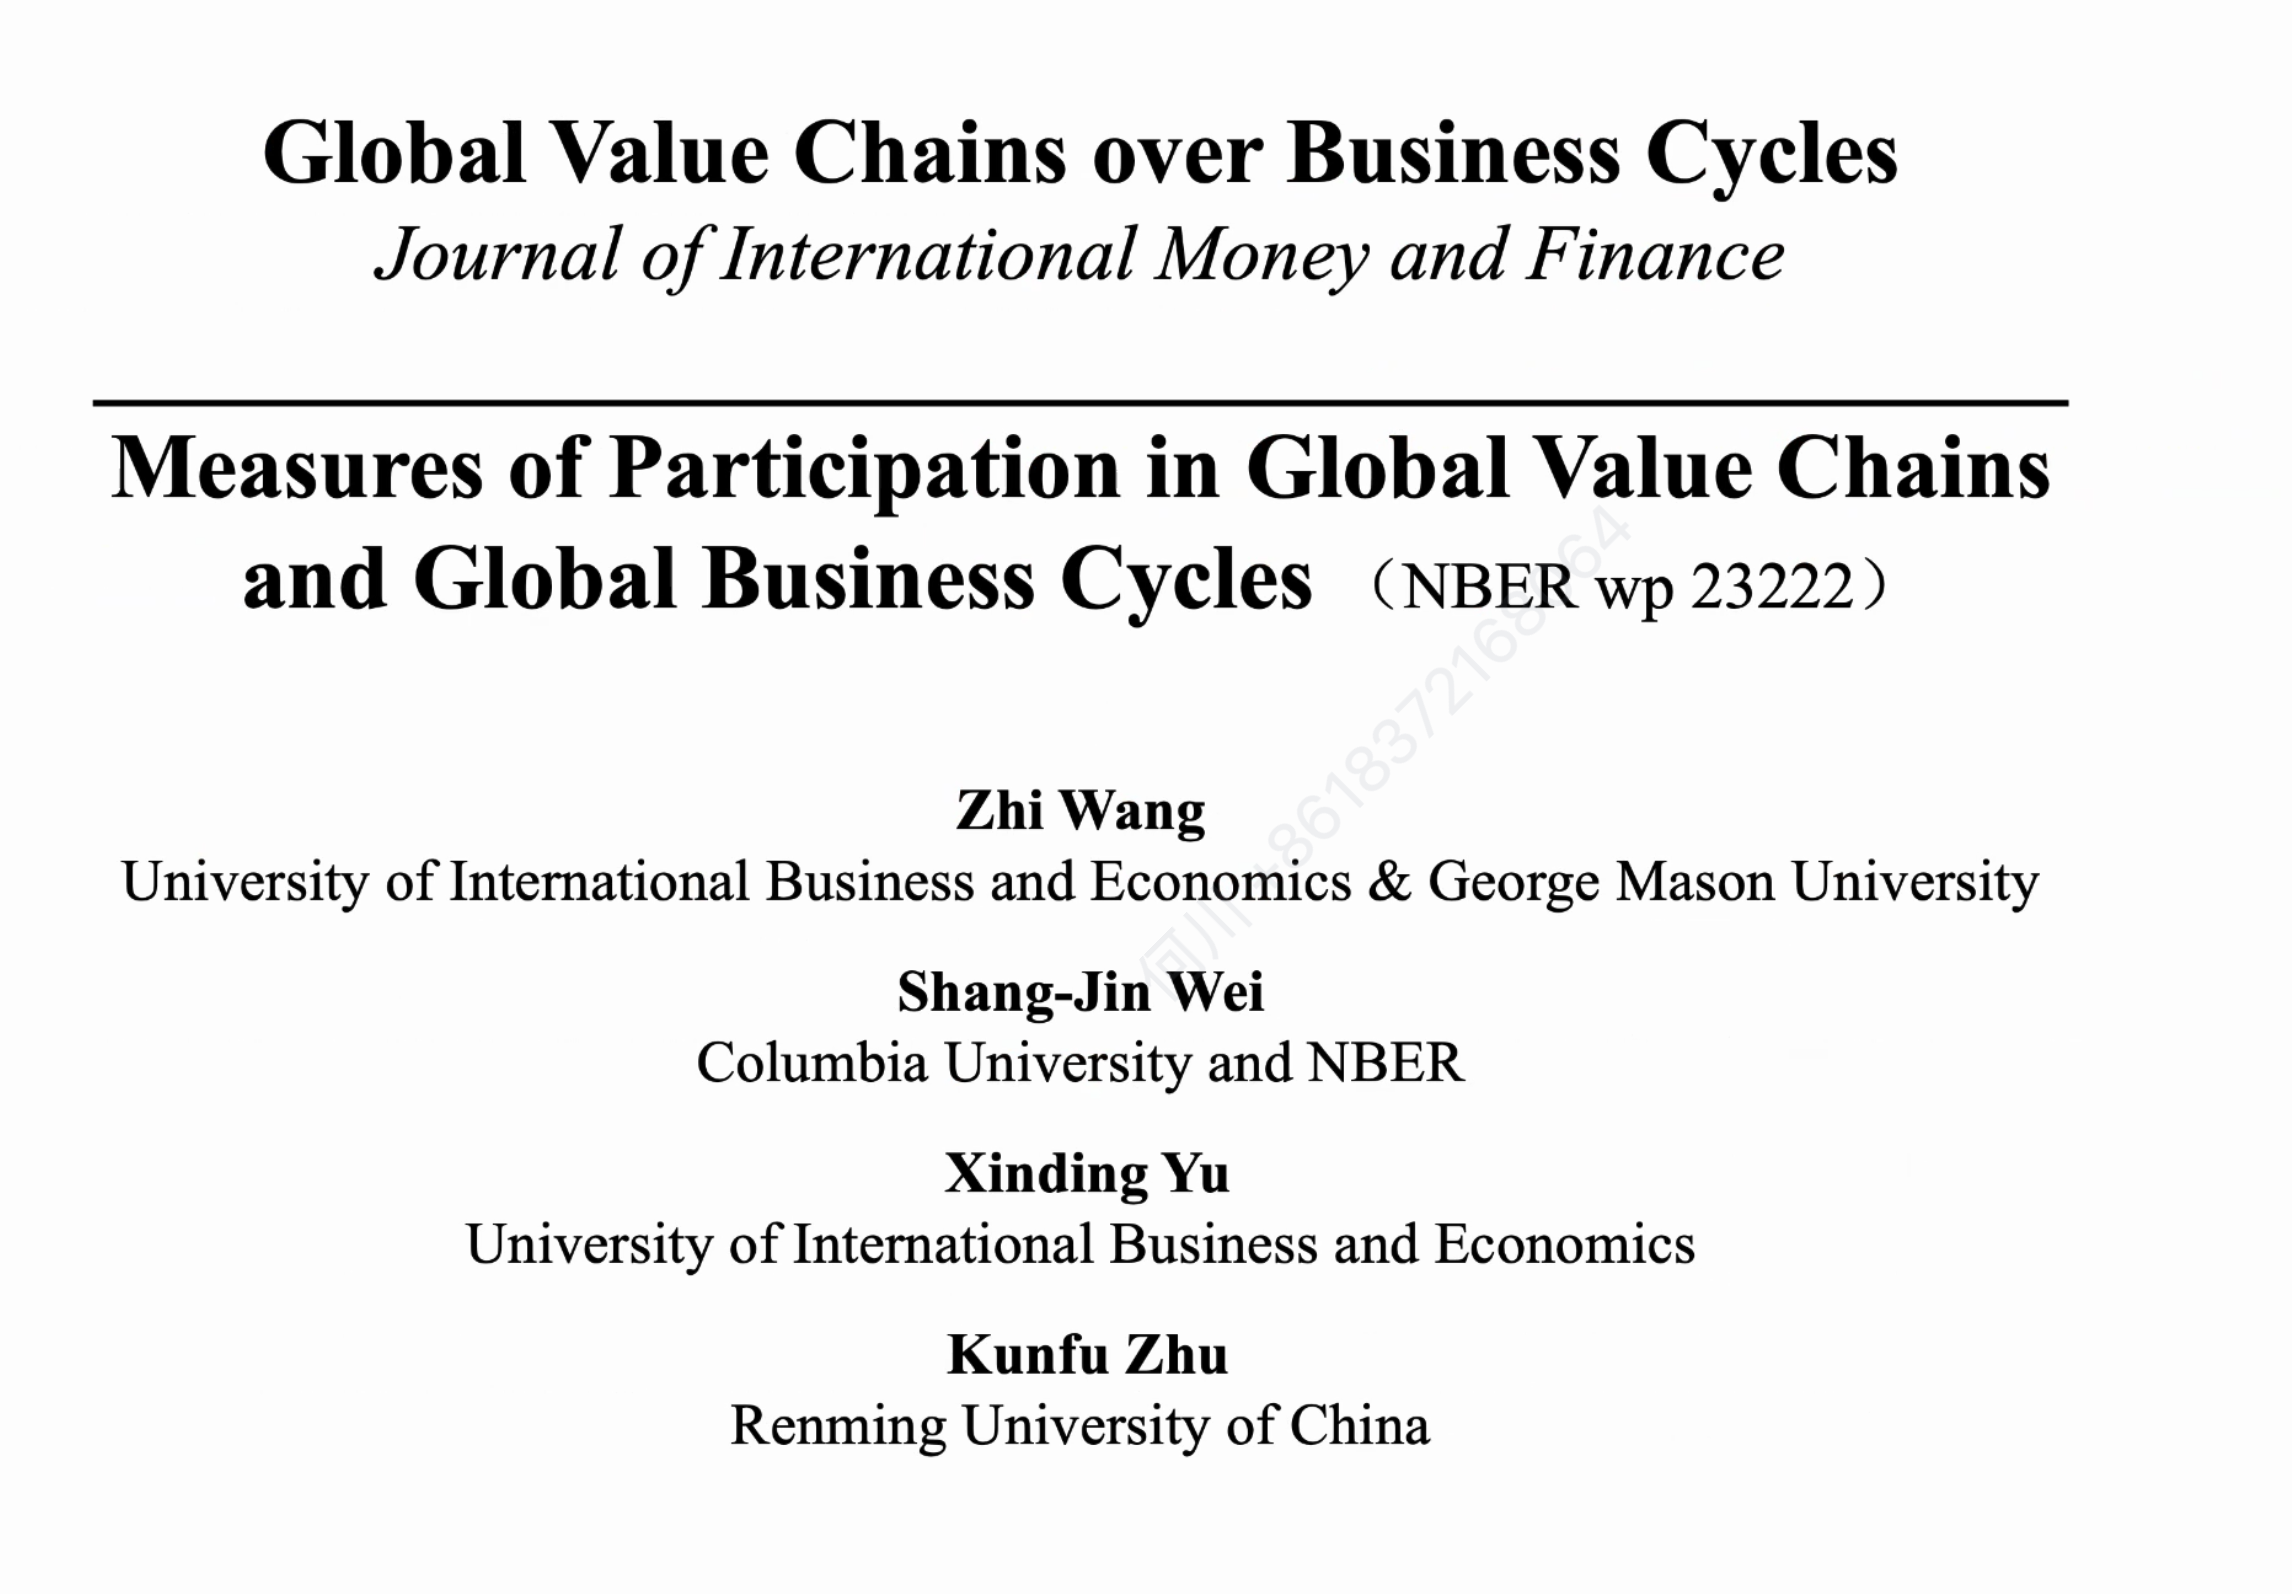 Global Value Chains over Business Cycles
Journal of International Money and Finance
Measures of Participation in Global Value Chains
and Global Business Cycles （NBER wp 23222）
Zhi Wang
University of International Business and Economics & George Mason University
Shang-Jin Wei
Columbia University and NBER
Xinding Yu
University of International Business and Economics
Kunfu Zhu
Renming University of China